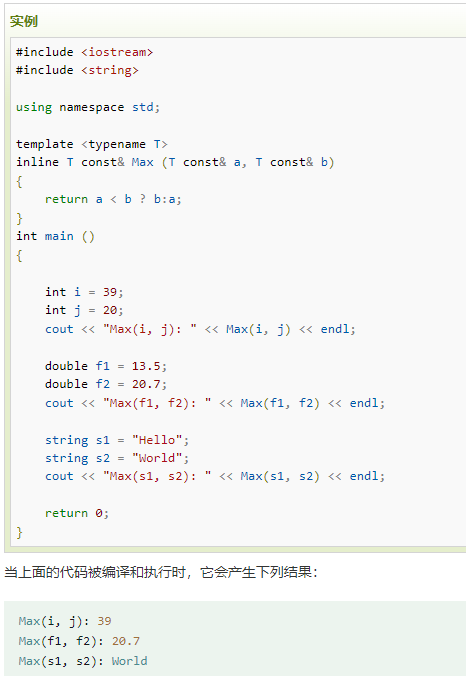 实例
#include <iostream>
#include <string>
using namespace std;
template <typename T>
inline T const& Max (T const& a, T const& b)
{
    return a < b ? b:a;
}
int main ()
{
    int i = 39;
    int j = 20;
    cout << "Max(i, j): " << Max(i, j) << endl;
    double f1 = 13.5;
    double f2 = 20.7;
    cout << "Max(f1, f2): " << Max(f1, f2) << endl;
    string s1 = "Hello";
    string s2 = "World";
    cout << "Max(s1, s2): " << Max(s1, s2) << endl;
    return 0;
}
当上面的代码被编译和执行时，它会产生下列结果：
Max(i, j): 39
Max(f1, f2): 20.7
Max(s1, s2): World